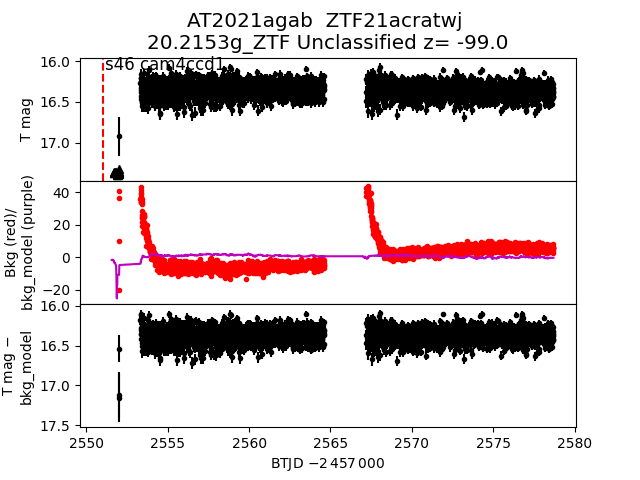 AT2021agab  ZTF21acratwj
20.2153g_ZTF Unclassified z= -99.0
s46 cam4ccd1
16.0
16.5
17.0
T mag
40
20
0
−20
Bkg (red)/
bkg_model (purple)
16.0
16.5
17.0
17.5
T mag −
bkg_model
2550
2555
2560
2565
2570
2575
2580
BTJD −2 457 000